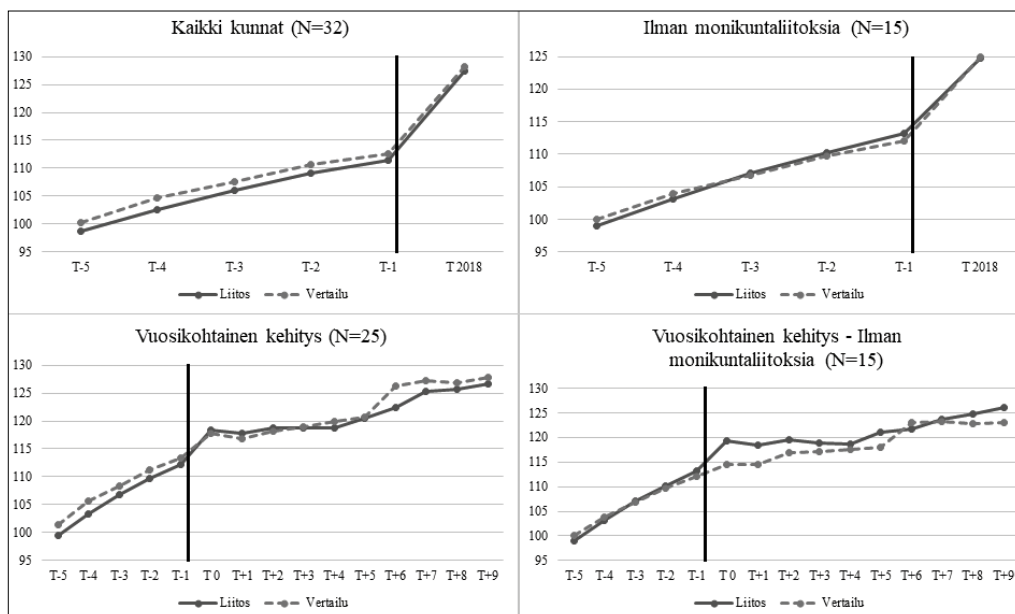 Kaikki kunnat (N=32)
130
125
120
115
110
105
100
95
T-5 T-4 T-3 T-2 T-1 T 2018
Liitos Vertailu
Ilman monikuntaliitoksia (N=15)
125
120
115
110
105
100
95
T-5 T-4 T-3 T-2 T-1 T 2018
Liitos Vertailu
Vuosikohtainen kehitys (N=25)
130
125
120
115
110
105
100
95
T-5 T-4 T-3 T-2 T-1 T 0 T+1 T+2 T+3 T+4 T+5 T+6 T+7 T+8 T+9
Liitos Vertailu
Vuosikohtainen kehitys - Ilman
monikuntaliitoksia (N=15)
130
125
120
115
110
105
100
95
T-5 T-4 T-3 T-2 T-1 T 0 T+1 T+2 T+3 T+4 T+5 T+6 T+7 T+8 T+9
Liitos Vertailu